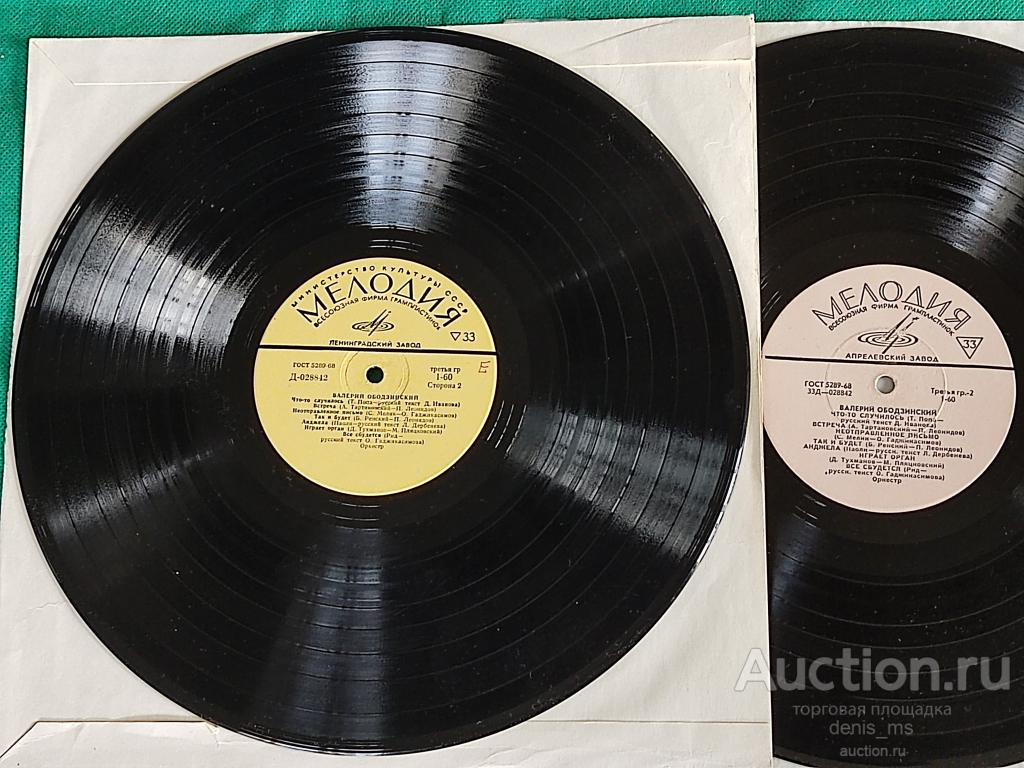 МИНИСТЕРСТВО КУЛЬТУРЫ СССР
МЕЛОДИЯ
ВСЕСОЮЗНАЯ ФИРМА ГРАМПЛАСТИНОК
33
ЛЕНИНГРАДСКИЙ ЗАВОД
ГОСТ 5289-68
Д-028842
третья гр
1-60
Сторона 2
Е
ВАЛЕРИЙ ОБОДЗИНСКИЙ
Что-то случилось (Т. Попа—русский текст Д. Иванова)
Встреча (А. Тартаковский—П. Леонидов)
Неотправленное письмо (С. Мелик—О. Гаджикасимов)
Так и будет (Б. Ренский—П. Леонидов)
Анджела (Паоли—русский текст Л. Дербенева)
Играет орган (Д. Тухманов—М. Пляцковский)
Все сбудется (Рид—
русский текст О. Гаджикасимова)
Оркестр
МЕЛОДИЯ
ВСЕСОЮЗНАЯ ФИРМА ГРАМПЛАСТИНОК
33
АПРЕЛЕВСКИЙ ЗАВОД
ГОСТ 5289-68
33Д—028842
Третья гр.-2
1-60
ВАЛЕРИЙ ОБОДЗИНСКИЙ
ЧТО-ТО СЛУЧИЛОСЬ (Т. Попа—
русский текст Д. Иванова)
ВСТРЕЧА (А. Тартаковский—П. Леонидов)
НЕОТПРАВЛЕННОЕ ПИСЬМО
(С. Мелик—О. Гаджикасимов)
ТАК И БУДЕТ (Б. Ренский—П. Леонидов)
АНДЖЕЛА (Паоли—русск. текст Л. Дербенева)
ИГРАЕТ ОРГАН
(Д. Тухманов—М. Пляцковский)
ВСЕ СБУДЕТСЯ (Рид—
русск. текст О. Гаджикасимова)
Оркестр
Auction.ru
торговая площадка
denis_ms
auction.ru